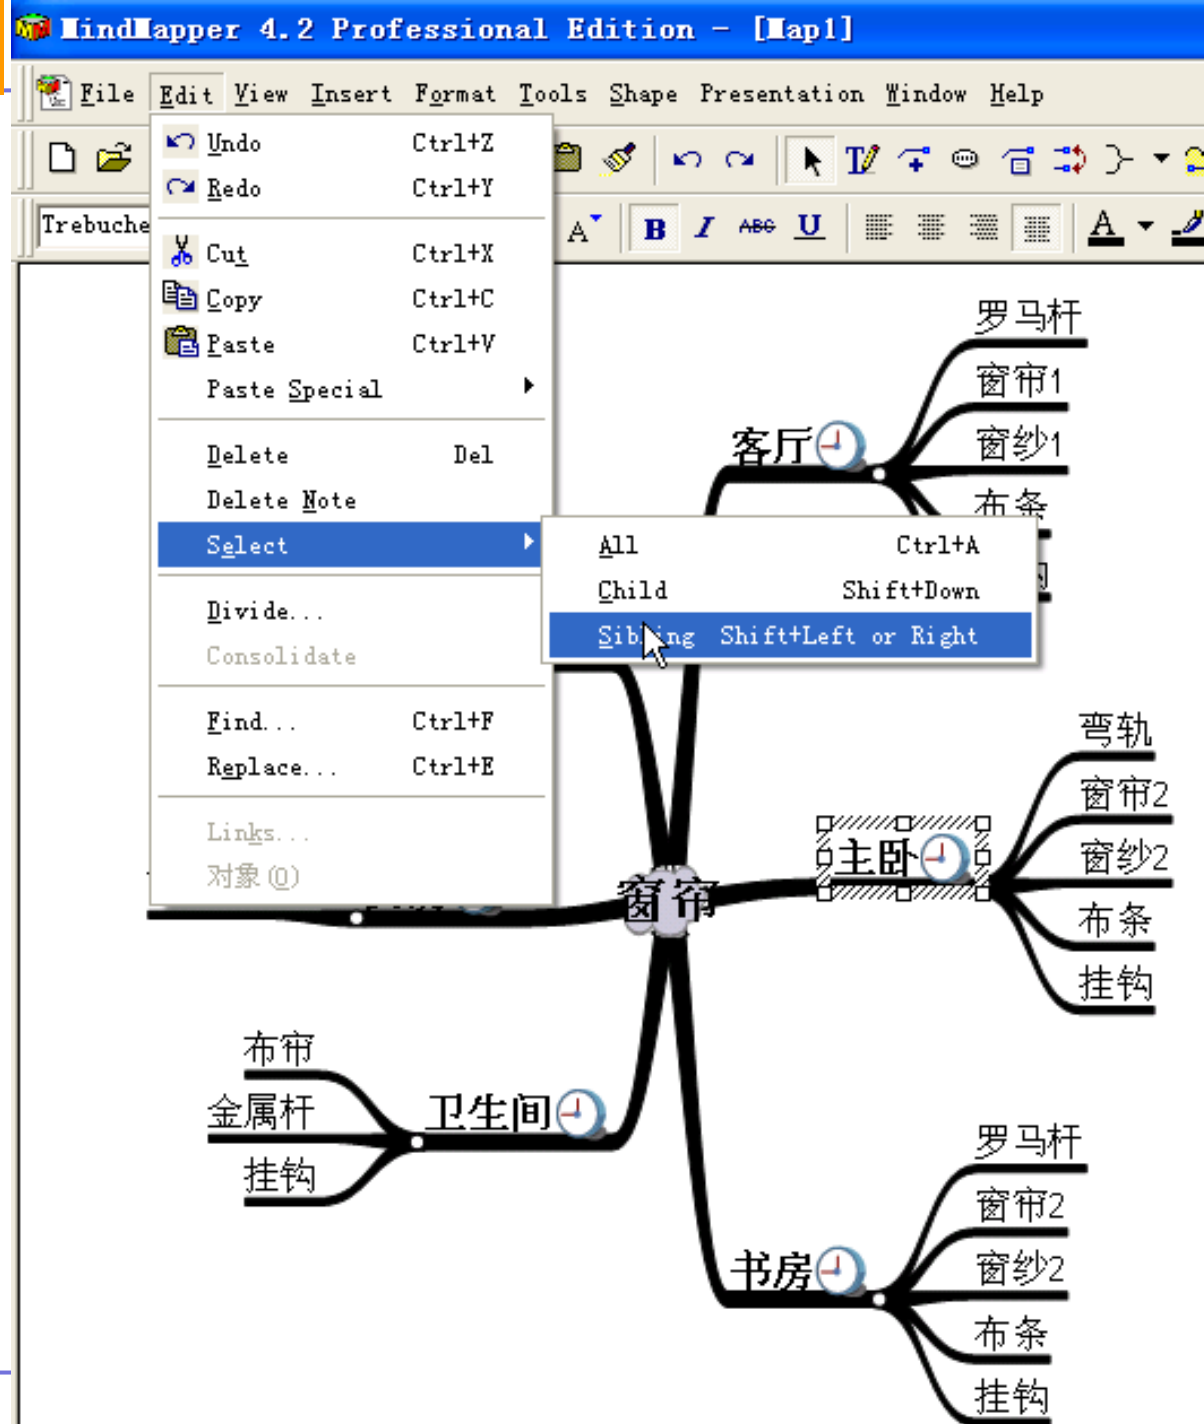 MindMapper 4.2 Professional Edition - [Map1]
File Edit View Insert Format Tools Shape Presentation Window Help
Trebuche
Undo Ctrl+Z
Redo Ctrl+Y
Cut Ctrl+X
Copy Ctrl+C
Paste Ctrl+V
Paste Special
Delete Del
Delete Note
Select
Divide...
Consolidate
Find... Ctrl+F
Replace... Ctrl+E
Links...
对象(O)
All Ctrl+A
Child Shift+Down
Sibling Shift+Left or Right
A
B I ABC U
A
客厅
罗马杆
窗帘1
窗纱1
布条
窗帘
主卧
弯轨
窗帘2
窗纱2
布条
挂钩
布帘
金属杆
挂钩
卫生间
书房
罗马杆
窗帘2
窗纱2
布条
挂钩